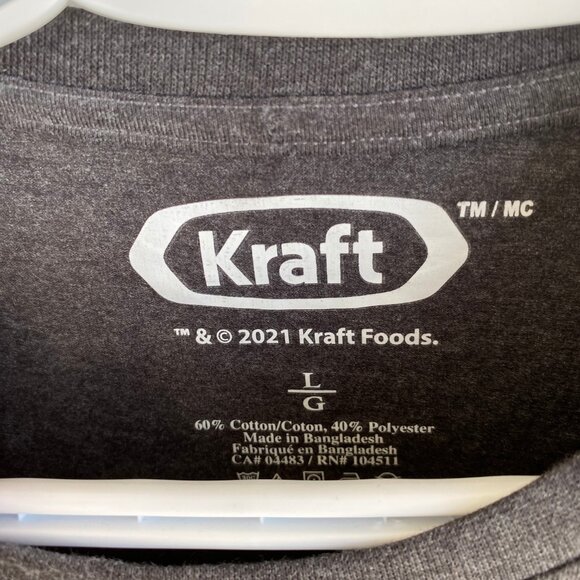 Kraft
TM / MC
™ & © 2021 Kraft Foods.
L
G
60% Cotton/Coton, 40% Polyester
Made in Bangladesh
Fabriqué en Bangladesh
CA# 04483 / RN# 104511